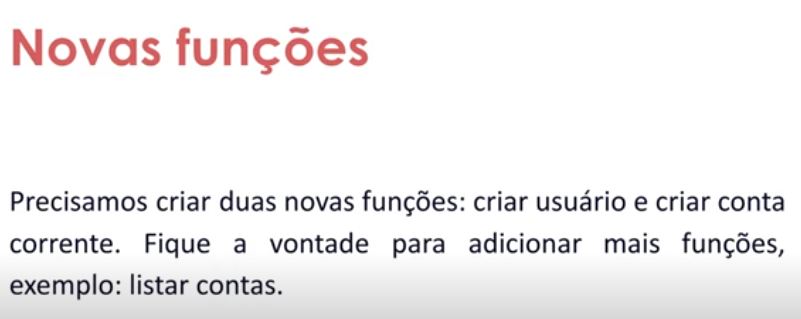 Novas funções
Precisamos criar duas novas funções: criar usuário e criar conta
corrente. Fique a vontade para adicionar mais funções,
exemplo: listar contas.